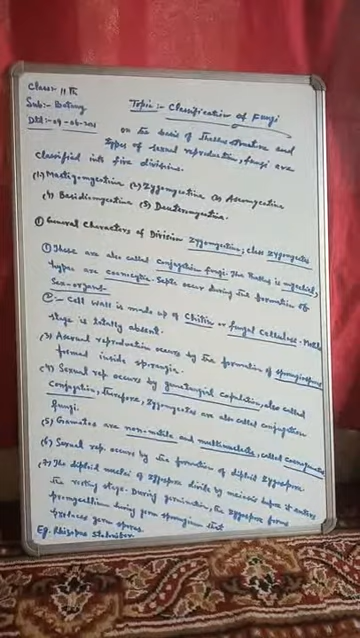 Class:- 11th
Sub:- Botany
Topic :- Classification of Fungi
on the basis of Thallus structure and
types of sexual reproduction, fungi are
classified into five divisions.
(1) Mastigomycotina (2) Zygomycotina (3) Ascomycotina
(4) Basidiomycotina (5) Deuteromycotina.
① General Characters of Division Zygomycotina; class Zygomycetes
① These are also called Conjugation fungi. The thallus is mycelial,
hyphae are coenocytic. Septa occur during the formation of
Sex-organs.
Cell wall is made up of Chitin or fungal cellulose. Motile
stage is totally absent.
(3) Asexual reproduction occurs by the formation of sporangiospores
formed inside sporangia.
(4) Sexual rep. occurs by gametangial copulation, also called
Conjugation, Therefore, Zygomycetes are also called conjugation
fungi.
(5) Gametes are non-motile and multinucleate, called coenogametes
(6) Sexual rep. occurs by the formation of diploid zygospore
(7) The diploid nuclei of zygospore divide by meiosis before it enters
the resting stage. During germination, the zygospore forms
promycelium during germ sporangium that
germ spores.
Eg. Rhizopus Stolonifer